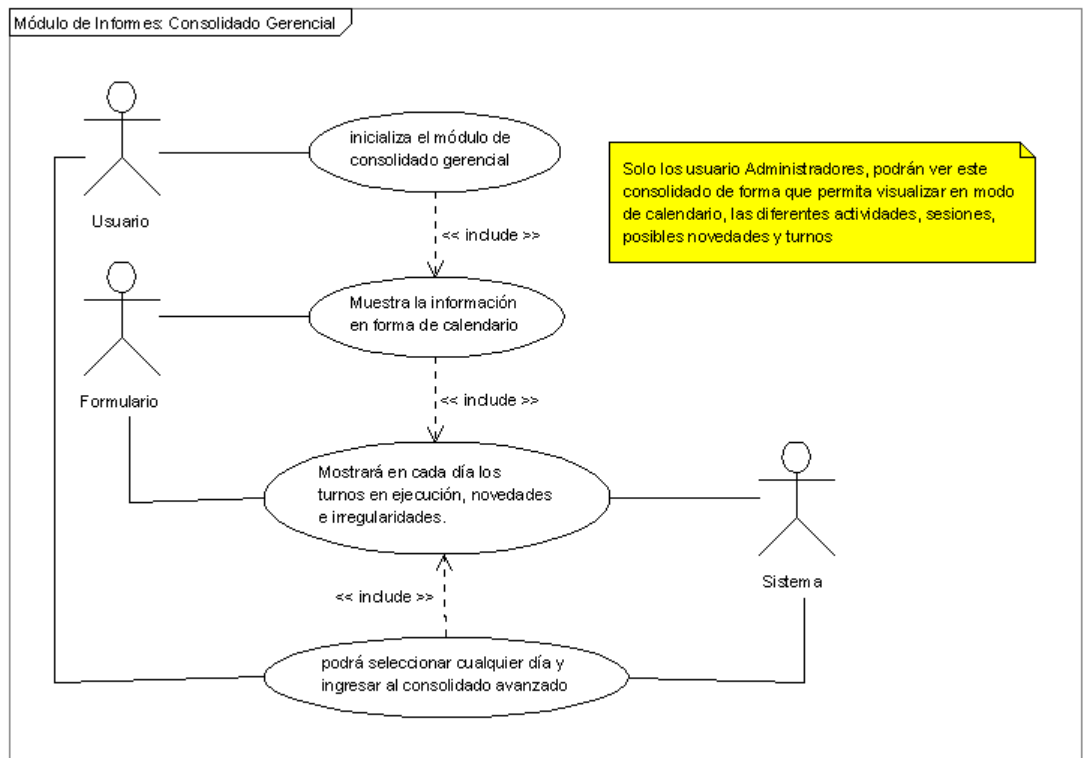 Módulo de Informes: Consolidado Gerencial
inicializa el módulo de
consolidado gerencial
Solo los usuario Administradores, podrán ver este
consolidado de forma que permita visualizar en modo
de calendario, las diferentes actividades, sesiones,
posibles novedades y turnos
Usuario
<< include >>
Muestra la información
en forma de calendario
Formulario
<< include >>
Mostrará en cada día los
turnos en ejecución, novedades
e irregularidades.
Sistema
<< include >>
podrá seleccionar cualquier día y
ingresar al consolidado avanzado